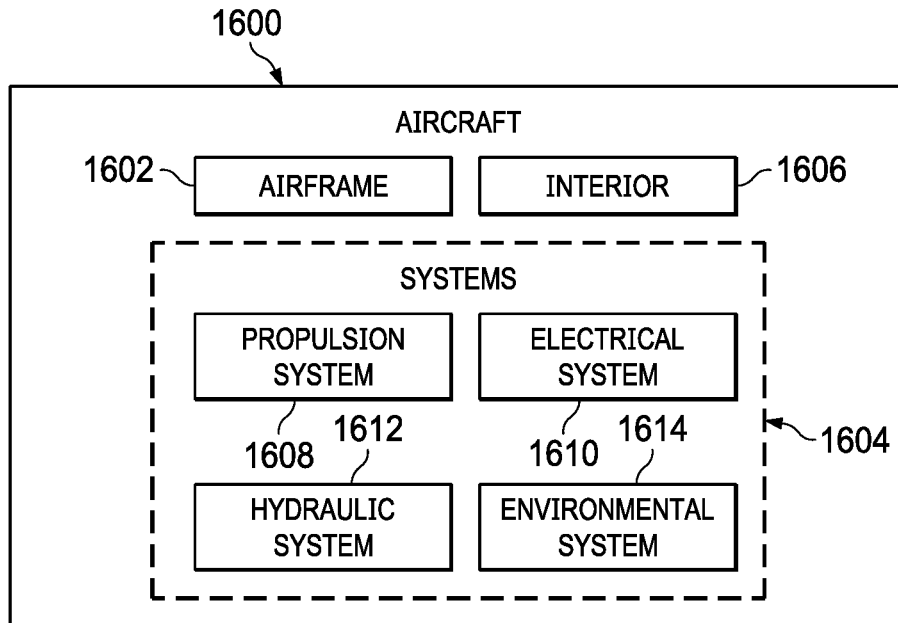 1600
AIRCRAFT
1602
AIRFRAME
INTERIOR
1606
SYSTEMS
PROPULSION
SYSTEM
ELECTRICAL
SYSTEM
1608
1612
1610
1614
1604
HYDRAULIC
SYSTEM
ENVIRONMENTAL
SYSTEM